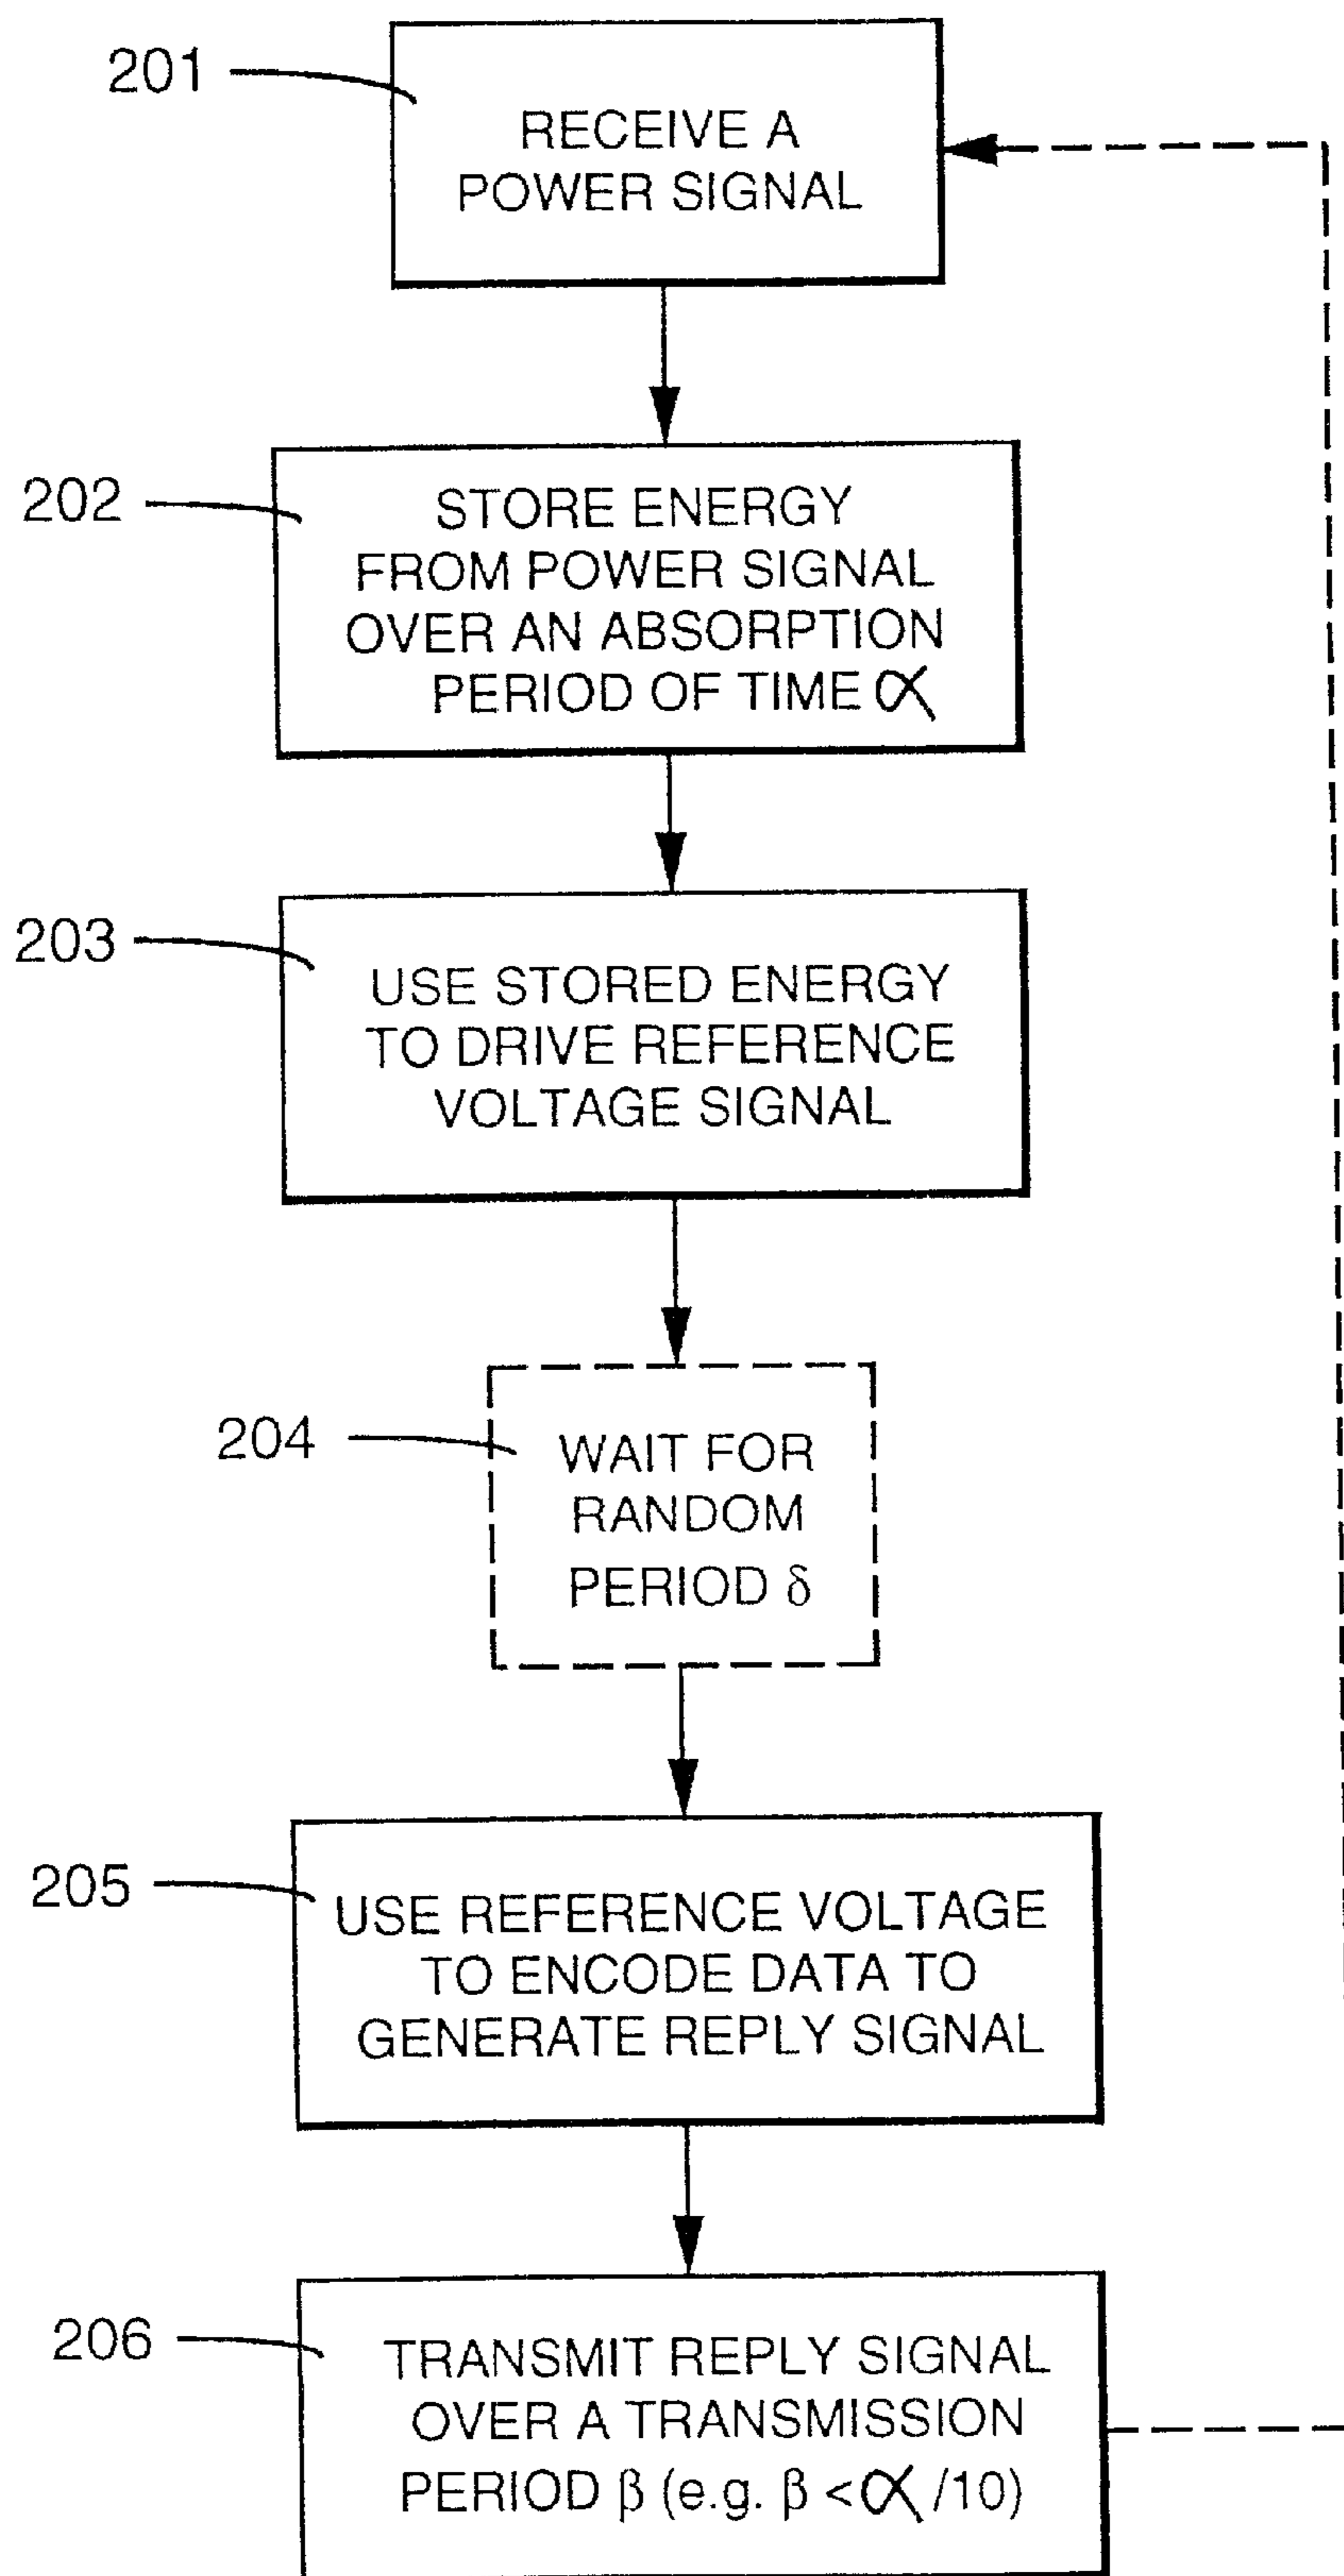 201
RECEIVE A
POWER SIGNAL
202
STORE ENERGY
FROM POWER SIGNAL
OVER AN ABSORPTION
PERIOD OF TIME α
203
USE STORED ENERGY
TO DRIVE REFERENCE
VOLTAGE SIGNAL
204
WAIT FOR
RANDOM
PERIOD δ
205
USE REFERENCE VOLTAGE
TO ENCODE DATA TO
GENERATE REPLY SIGNAL
206
TRANSMIT REPLY SIGNAL
OVER A TRANSMISSION
PERIOD β (e.g. β < α /10)